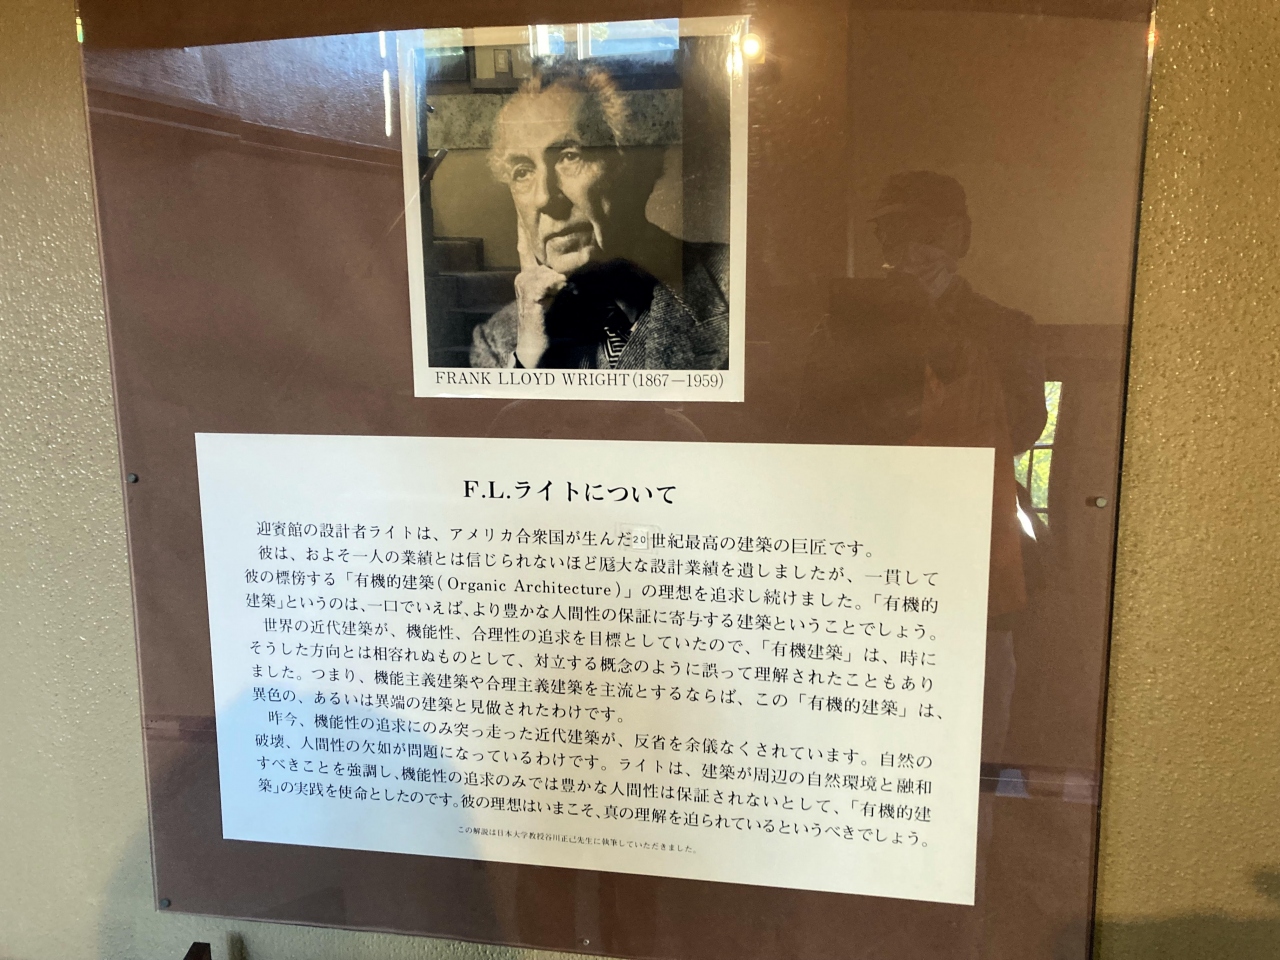 FRANK LLOYD WRIGHT (1867—1959)
F.L.ライトについて
迎賓館の設計者ライトは、アメリカ合衆国が生んだ20世紀最高の建築の巨匠です。
彼は、およそ一人の業績とは信じられないほど厖大な設計業績を遺しましたが、一貫して
彼の標傍する「有機的建築(Organic Architecture)」の理想を追求し続けました。「有機的
建築」というのは、一口でいえば、より豊かな人間性の保証に寄与する建築ということでしょう。
世界の近代建築が、機能性、合理性の追求を目標としていたので、「有機建築」は、時に
そうした方向とは相容れぬものとして、対立する概念のように誤って理解されたこともあり
ました。つまり、機能主義建築や合理主義建築を主流とするならば、この「有機的建築」は、
異色の、あるいは異端の建築と見做されたわけです。
昨今、機能性の追求にのみ突っ走った近代建築が、反省を余儀なくされています。自然の
破壊、人間性の欠如が問題になっているわけです。ライトは、建築が周辺の自然環境と融和
すべきことを強調し、機能性の追求のみでは豊かな人間性は保証されないとして、「有機的建
築」の実践を使命としたのです。彼の理想はいまこそ、真の理解を迫られているというべきでしょう。
この解説は日本大学教授谷川正己先生に執筆していただきました。